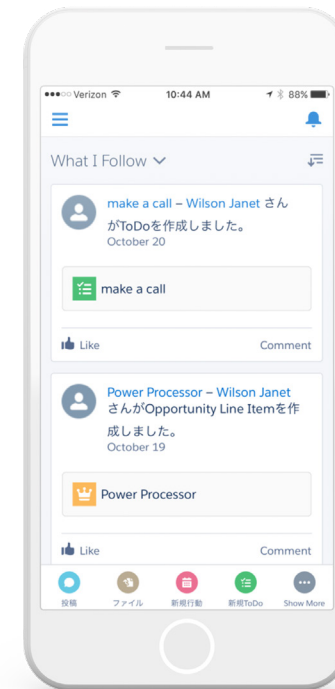 Verizon 10:44 AM 88%
What I Follow
make a call – Wilson Janet さん
がToDoを作成しました。
October 20
make a call
Like Comment
Power Processor – Wilson Janet
さんがOpportunity Line Itemを作
成しました。
October 19
Power Processor
Like Comment
投稿 ファイル 新規行動 新規ToDo Show More